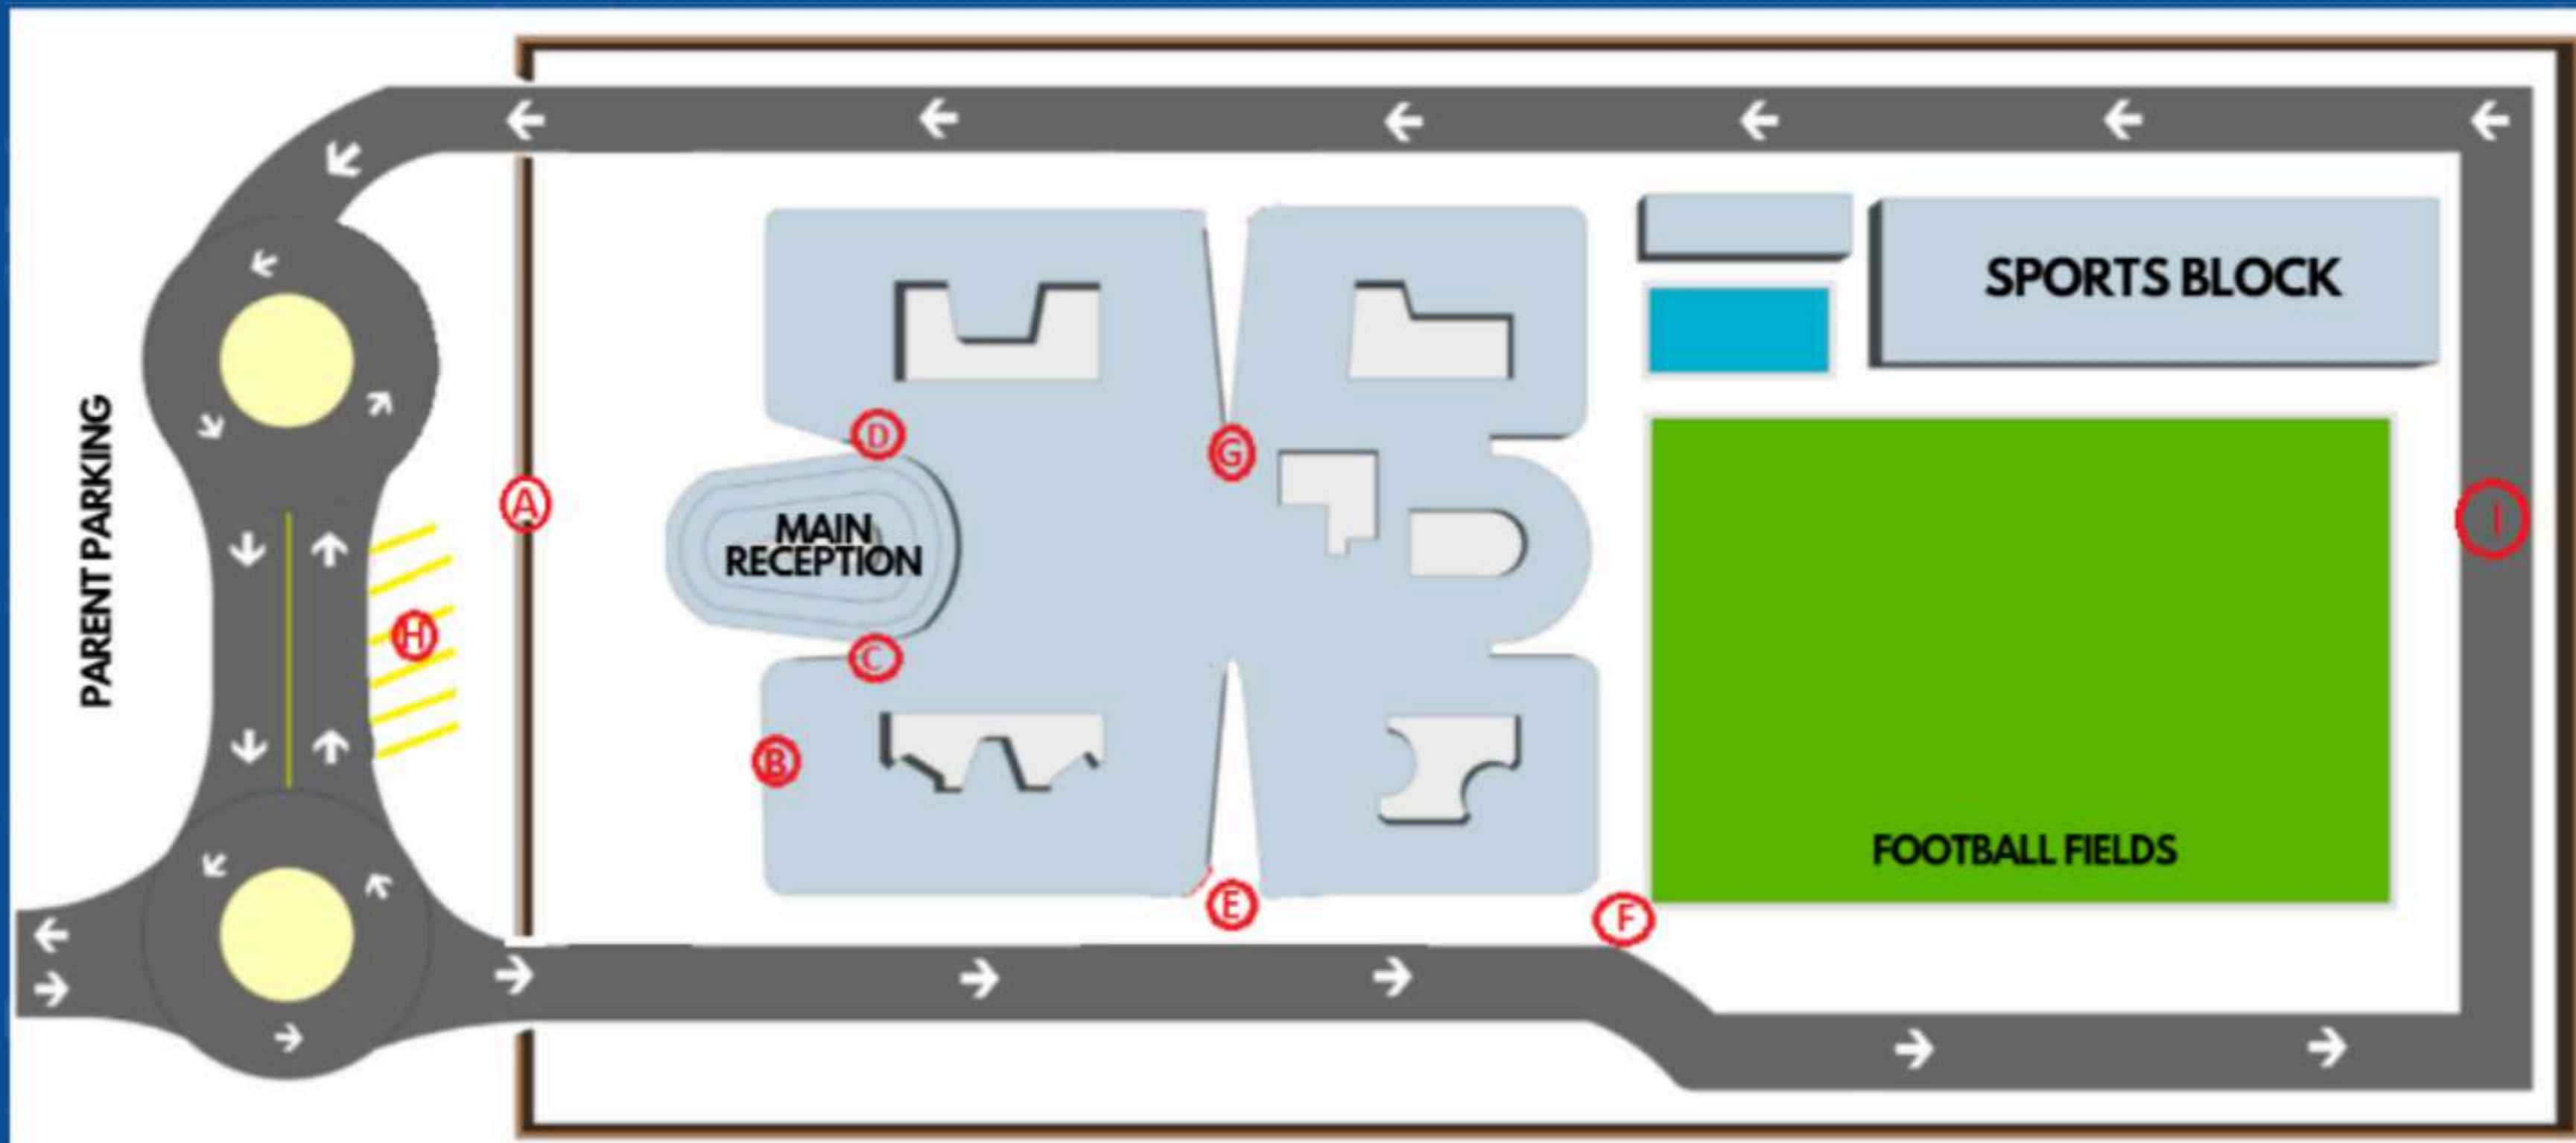 SPORTS BLOCK
PARENT PARKING
D
G
A
MAIN
RECEPTION
I
H
C
B
FOOTBALL FIELDS
E
F